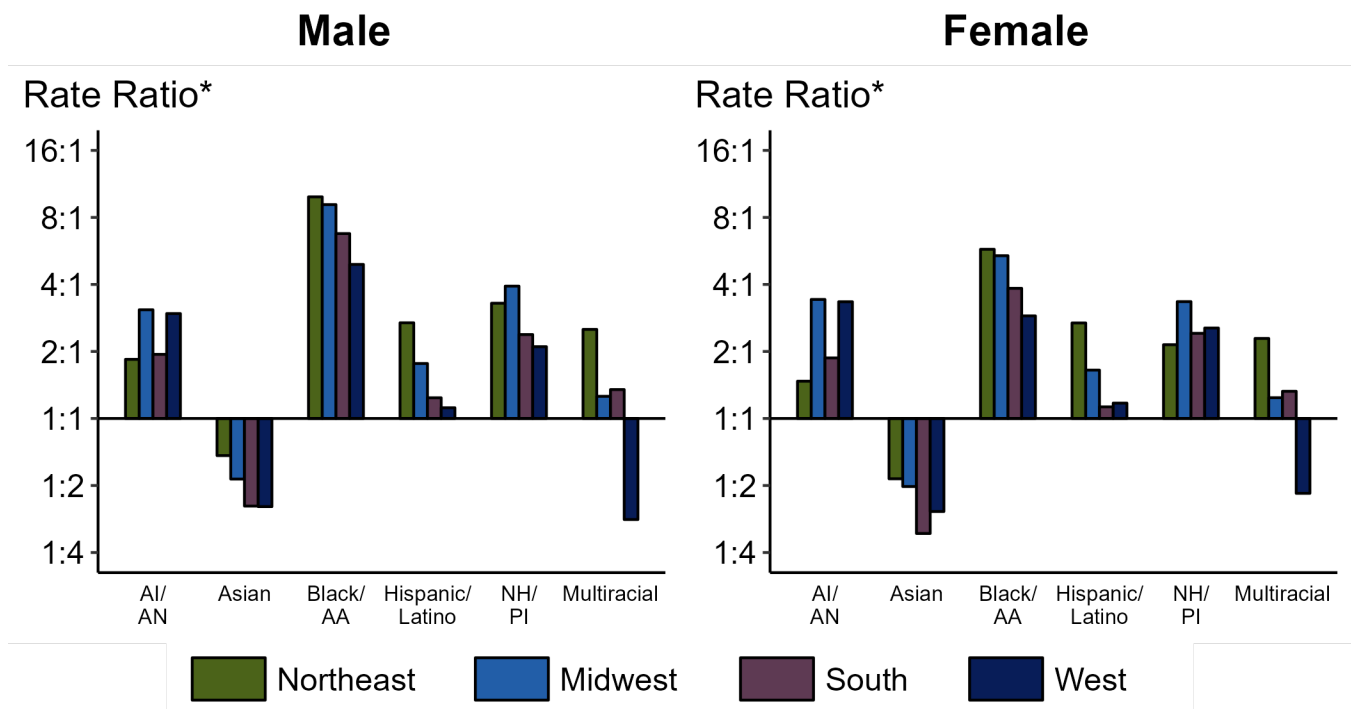 Male
Female
Rate Ratio*
16:1
8:1
4:1
2:1
1:1
1:2
1:4
AI/
AN
Asian
Black/
AA
Hispanic/
Latino
NH/
PI
Multiracial
Rate Ratio*
16:1
8:1
4:1
2:1
1:1
1:2
1:4
AI/
AN
Asian
Black/
AA
Hispanic/
Latino
NH/
PI
Multiracial
Northeast
Midwest
South
West